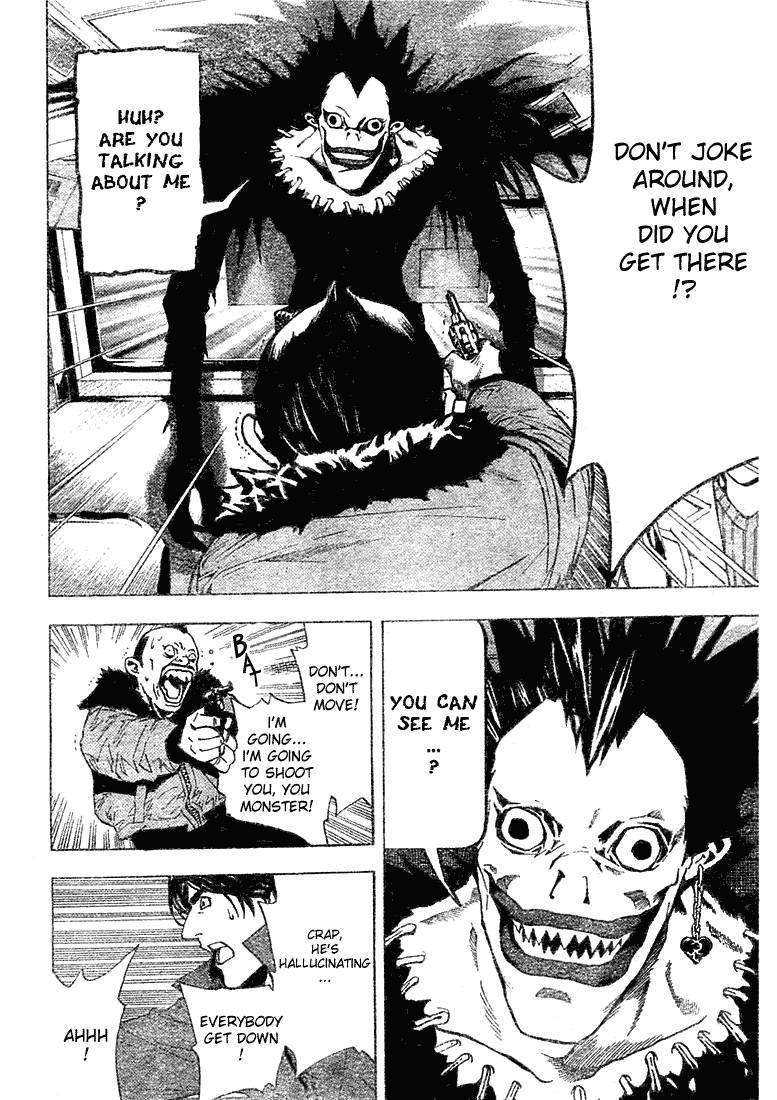 DON'T JOKE
AROUND,
WHEN
DID YOU
GET THERE
!?
HUH?
ARE YOU
TALKING
ABOUT ME
?
YOU CAN
SEE ME
...
?
BAT
DON'T...
DON'T
MOVE!
I'M
GOING...
I'M GOING
TO SHOOT
YOU, YOU
MONSTER!
CRAP,
HE'S
HALLUCINATING
...
EVERYBODY
GET DOWN
!
AHHH
!